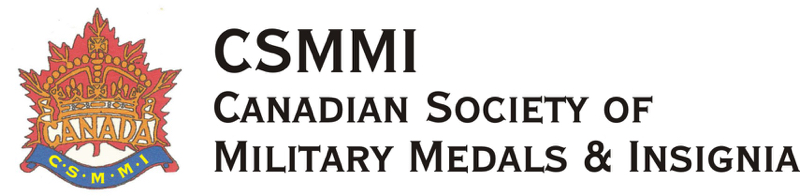 CANADA
C·S·M·M·I
CSMMI
CANADIAN SOCIETY OF
MILITARY MEDALS & INSIGNIA